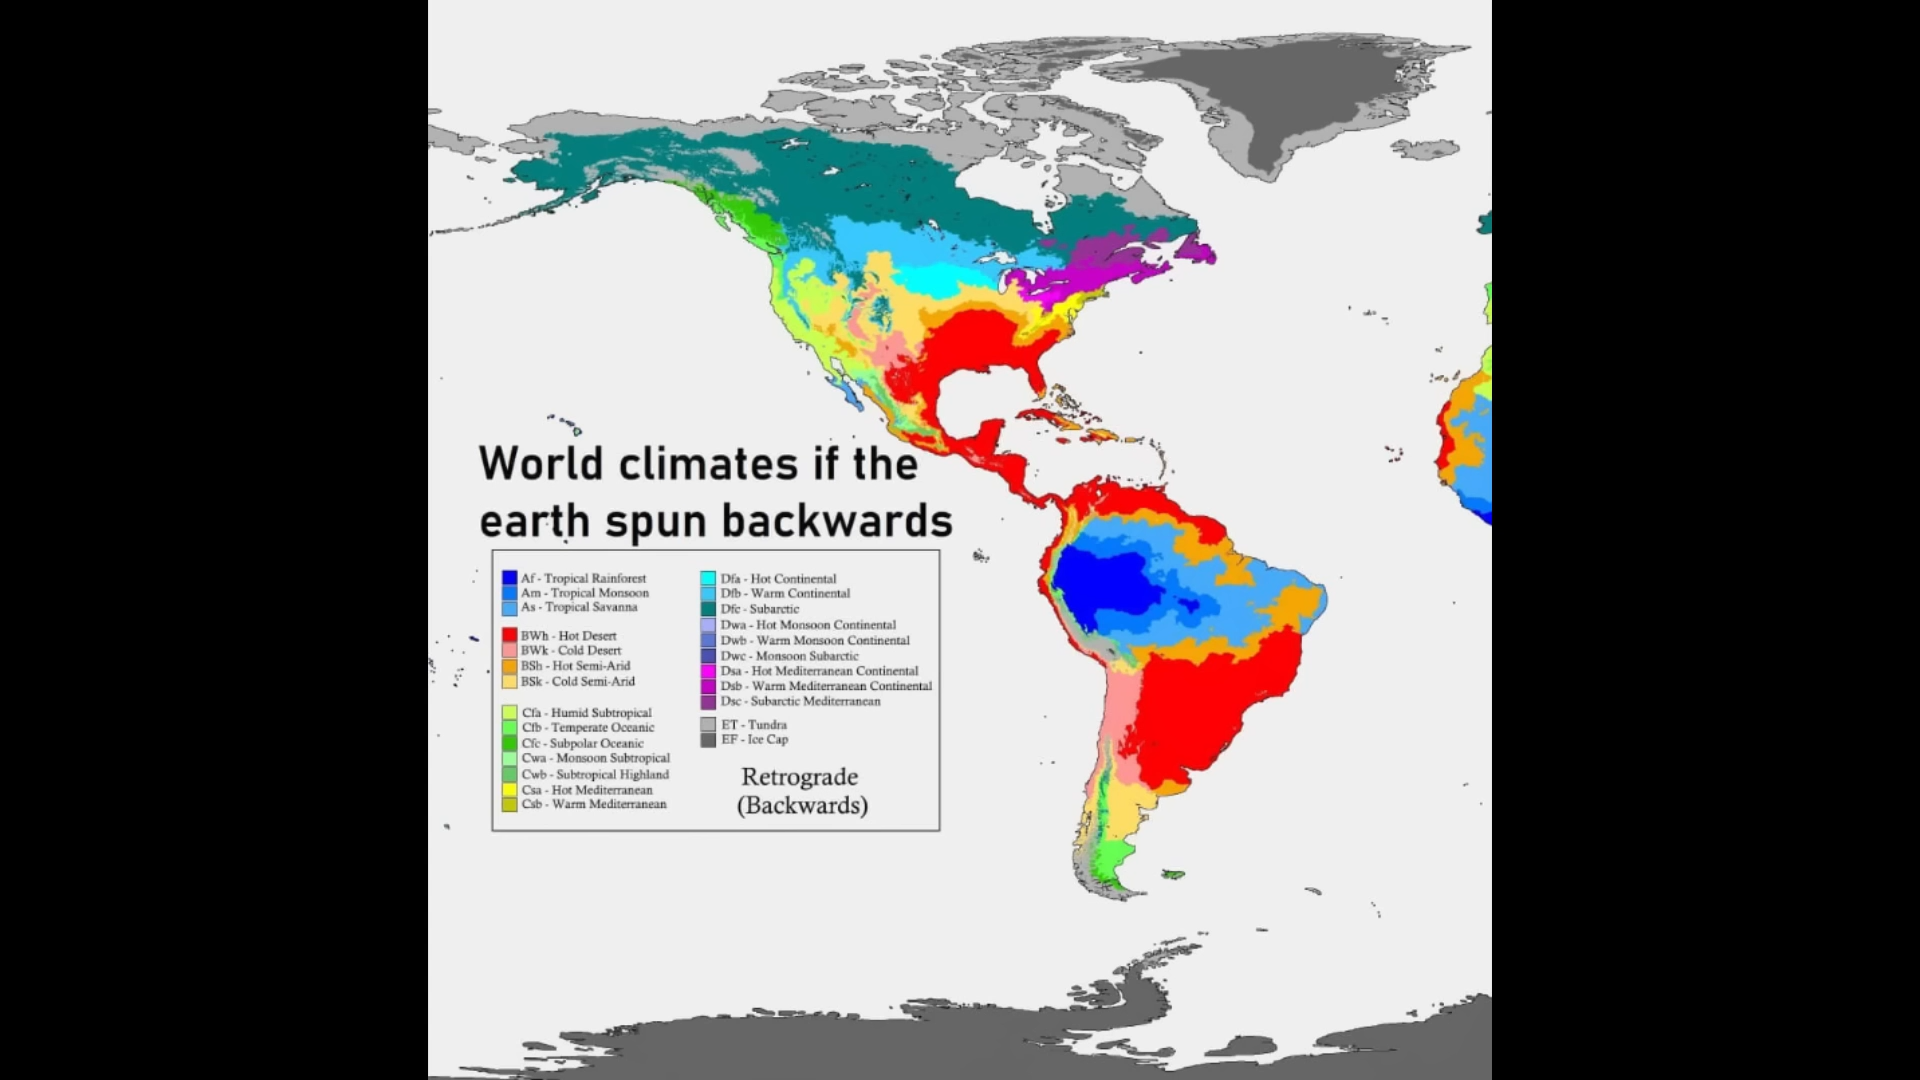 World climates if the
earth spun backwards
Af - Tropical Rainforest
Am - Tropical Monsoon
As - Tropical Savanna
BWh - Hot Desert
BWk - Cold Desert
BSh - Hot Semi-Arid
BSk - Cold Semi-Arid
Cfa - Humid Subtropical
Cfb - Temperate Oceanic
Cfc - Subpolar Oceanic
Cwa - Monsoon Subtropical
Cwb - Subtropical Highland
Csa - Hot Mediterranean
Csb - Warm Mediterranean
Dfa - Hot Continental
Dfb - Warm Continental
Dfc - Subarctic
Dwa - Hot Monsoon Continental
Dwb - Warm Monsoon Continental
Dwc - Monsoon Subarctic
Dsa - Hot Mediterranean Continental
Dsb - Warm Mediterranean Continental
Dsc - Subarctic Mediterranean
ET - Tundra
EF - Ice Cap
Retrograde
(Backwards)